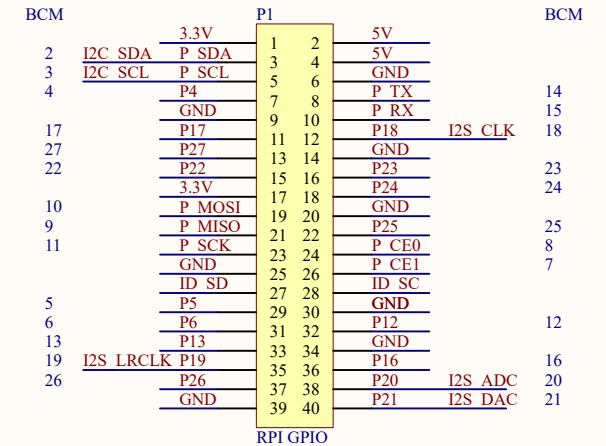 BCM P1 BCM
3.3V 1 2 5V
2 I2C_SDA P_SDA 3 4 5V
3 I2C_SCL P_SCL 5 6 GND
4 P4 7 8 P_TX 14
GND 9 10 P_RX 15
17 P17 11 12 P18 I2S_CLK 18
27 P27 13 14 GND
22 P22 15 16 P23 23
3.3V 17 18 P24 24
10 P_MOSI 19 20 GND
9 P_MISO 21 22 P25 25
11 P_SCK 23 24 P_CE0 8
GND 25 26 P_CE1 7
ID_SD 27 28 ID_SC
5 P5 29 30 GND
6 P6 31 32 P12 12
13 P13 33 34 GND
19 I2S_LRCLK P19 35 36 P16 16
26 P26 37 38 P20 I2S_ADC 20
GND 39 40 P21 I2S_DAC 21
RPI GPIO